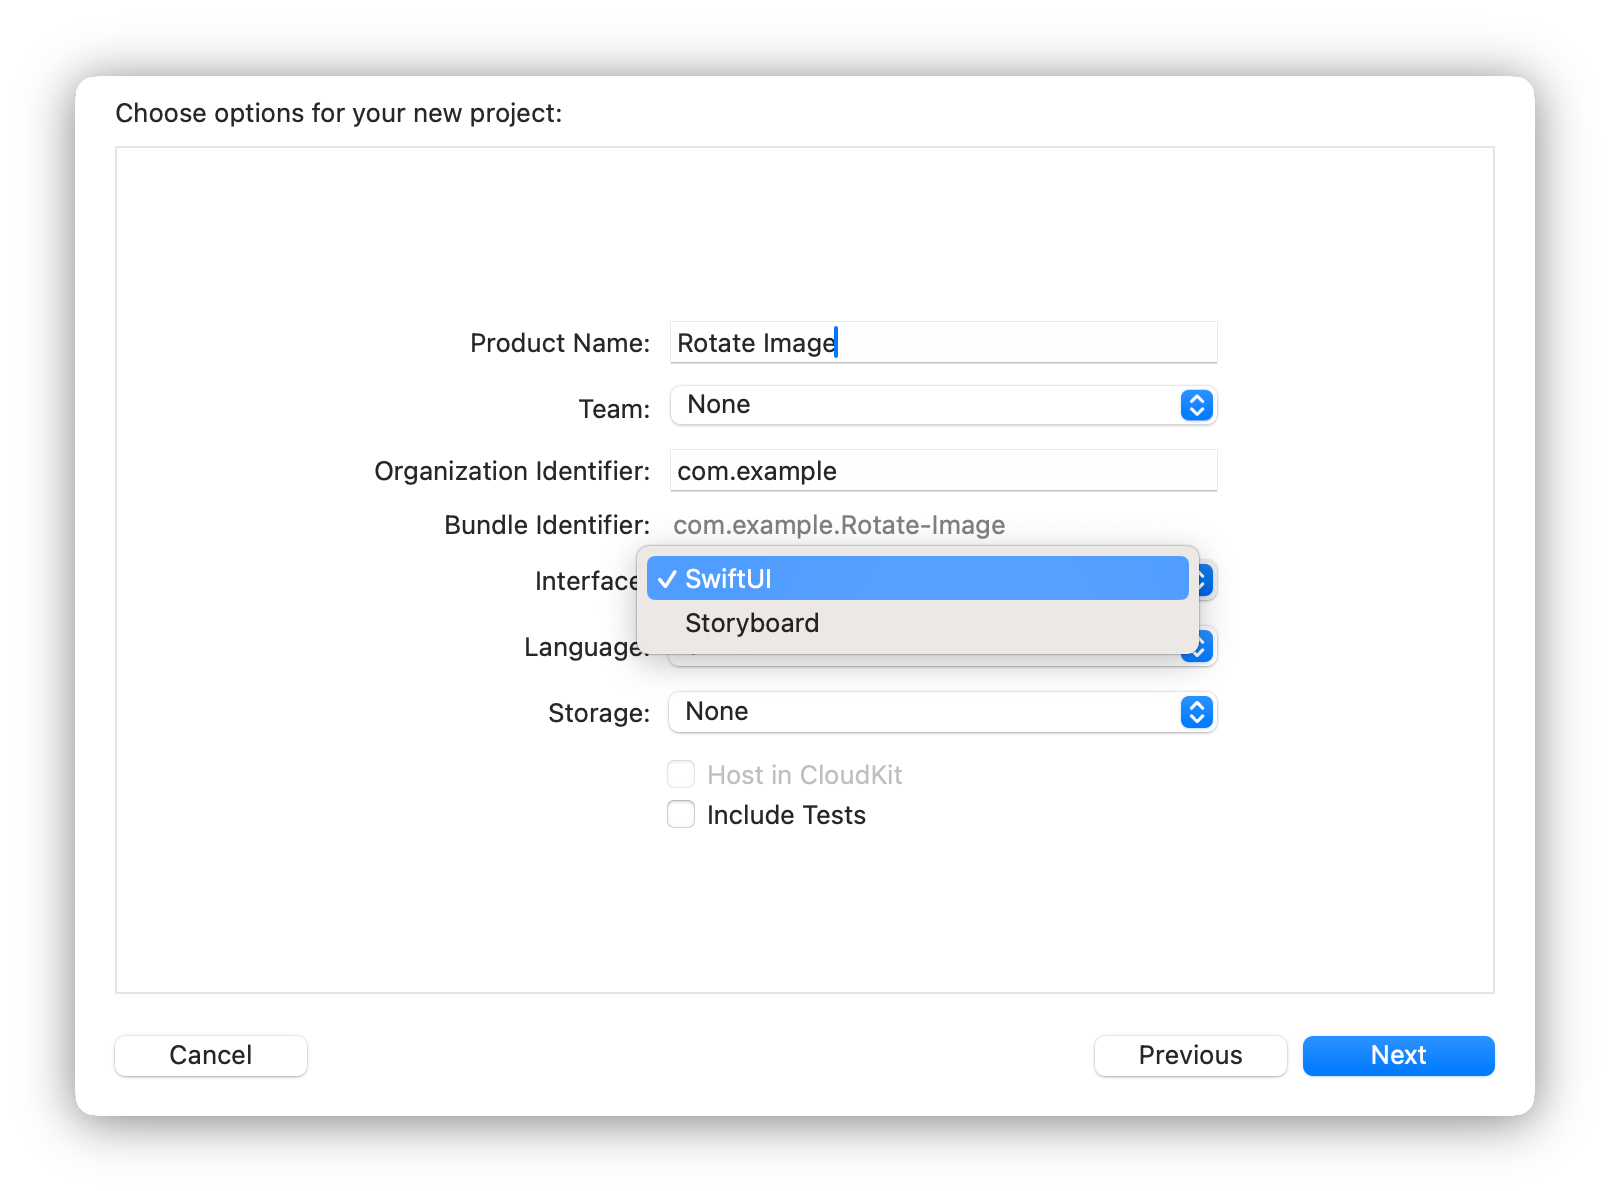 Choose options for your new project:
Product Name: Rotate Image
Team: None
Organization Identifier: com.example
Bundle Identifier: com.example.Rotate-Image
Interface ✓ SwiftUI
Storyboard
Language:
Storage: None
Host in CloudKit
Include Tests
Cancel Previous Next